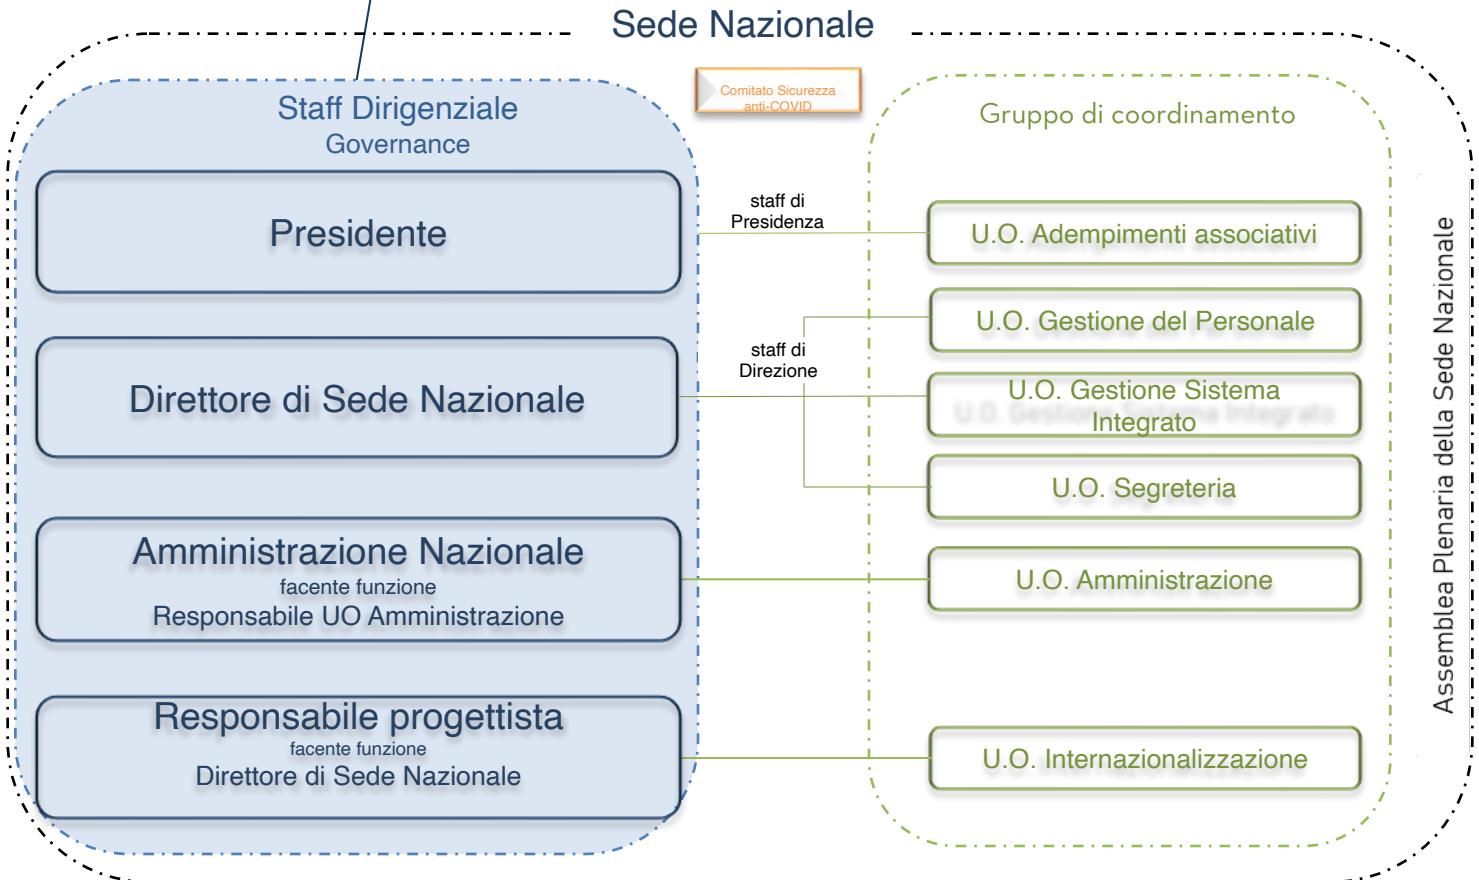 Sede Nazionale
Comitato Sicurezza
anti-COVID
Staff Dirigenziale
Governance
Presidente
Direttore di Sede Nazionale
Amministrazione Nazionale
facente funzione
Responsabile UO Amministrazione
Responsabile progettista
facente funzione
Direttore di Sede Nazionale
staff di
Presidenza
staff di
Direzione
Gruppo di coordinamento
U.O. Adempimenti associativi
U.O. Gestione del Personale
U.O. Gestione Sistema
Integrato
U.O. Segreteria
U.O. Amministrazione
U.O. Internazionalizzazione
Assemblea Plenaria della Sede Nazionale